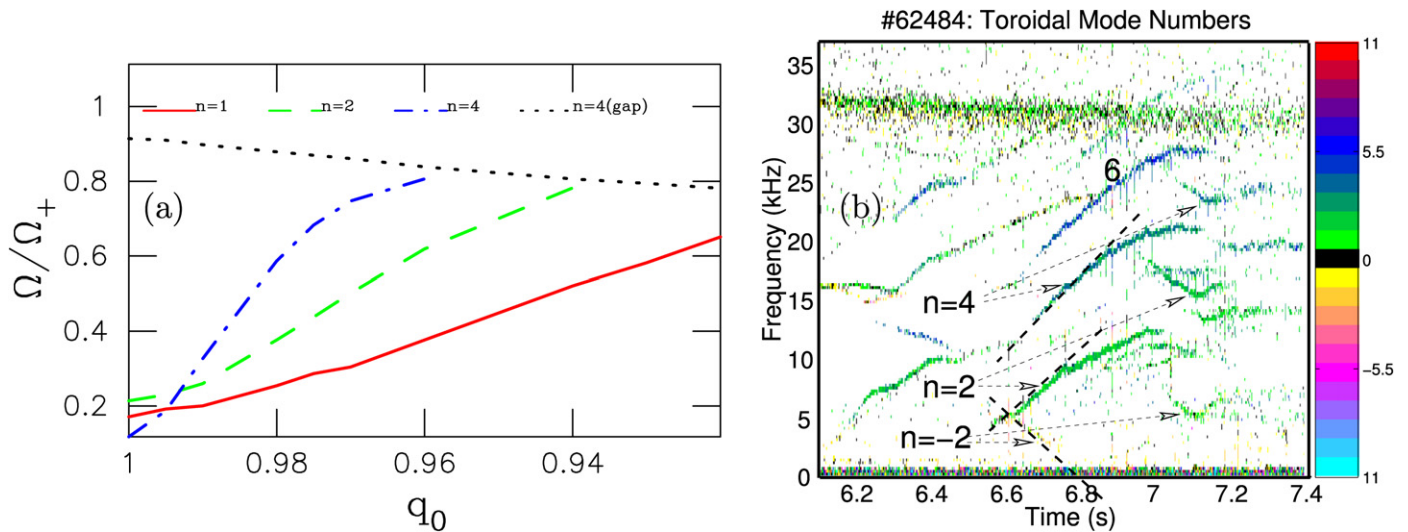 1
0.8
0.6
0.4
0.2
Ω/Ω+
n=1
n=2
n=4
n=4(gap)
(a)
1
0.98
0.96
0.94
q0
#62484: Toroidal Mode Numbers
35
30
25
20
15
10
5
0
Frequency (kHz)
(b)
6
n=4
n=2
n=−2
6.2
6.4
6.6
6.8
7
7.2
7.4
Time (s)
11
5.5
0
−5.5
11